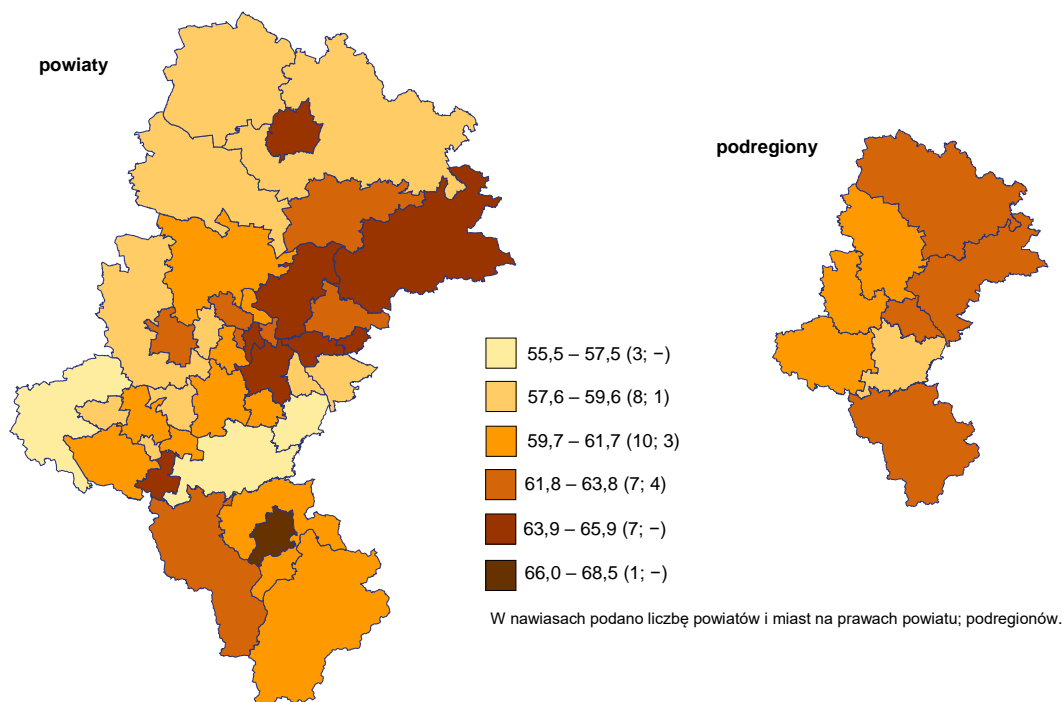 powiaty
podregiony
55,5 – 57,5 (3; −)
57,6 – 59,6 (8; 1)
59,7 – 61,7 (10; 3)
61,8 – 63,8 (7; 4)
63,9 – 65,9 (7; −)
66,0 – 68,5 (1; −)
W nawiasach podano liczbę powiatów i miast na prawach powiatu; podregionów.